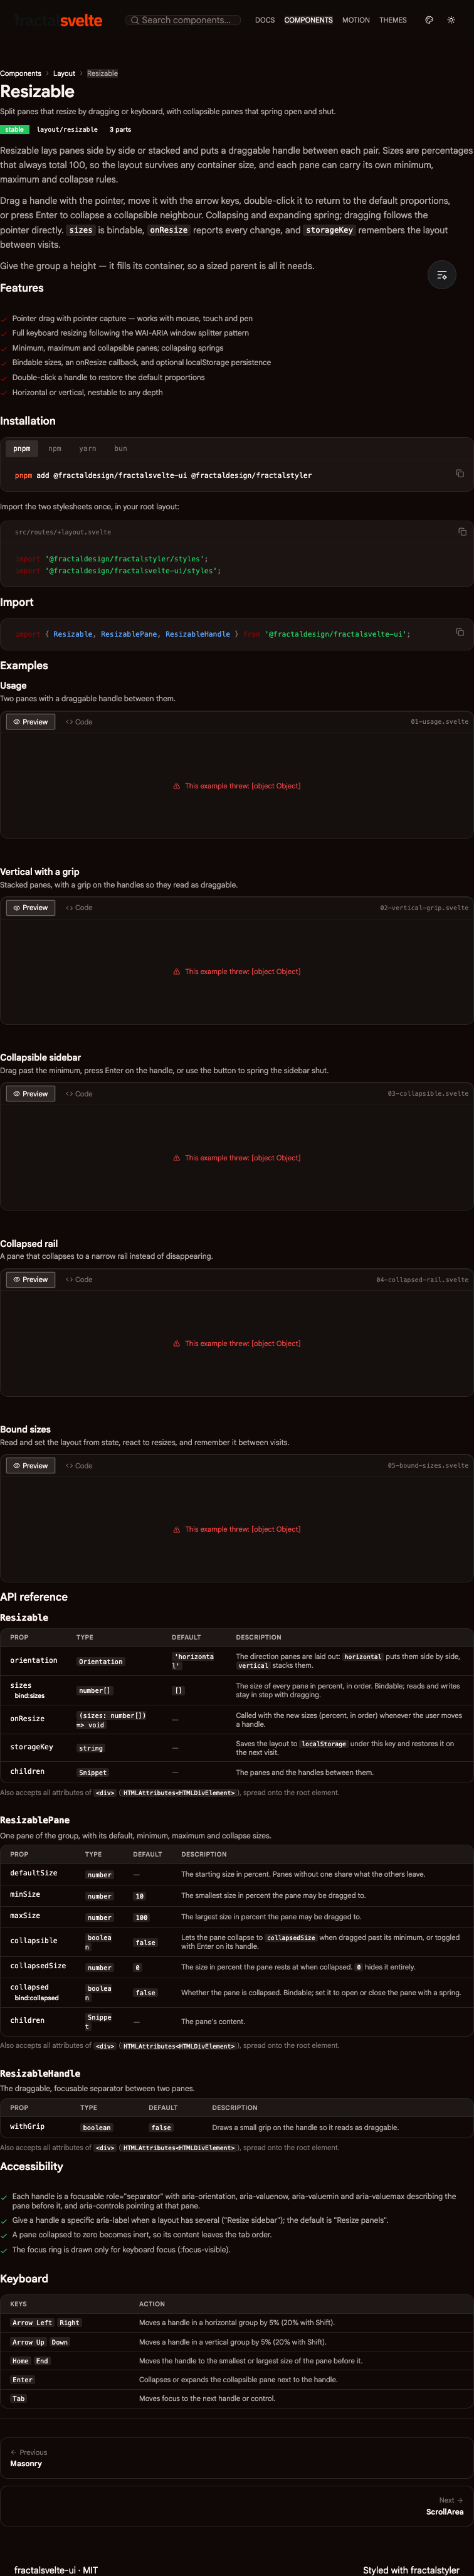 fractalsvelte
Search components...
DOCS
COMPONENTS
MOTION
THEMES
Components
Layout
Resizable
Resizable
Split panes that resize by dragging or keyboard, with collapsible panes that spring open and shut.
stable
layout/resizable
3 parts
Resizable lays panes side by side or stacked and puts a draggable handle between each pair. Sizes are percentages
that always total 100, so the layout survives any container size, and each pane can carry its own minimum,
maximum and collapse rules.
Drag a handle with the pointer, move it with the arrow keys, double-click it to return to the default proportions,
or press Enter to collapse a collapsible neighbour. Collapsing and expanding spring; dragging follows the
pointer directly. sizes is bindable, onResize reports every change, and storageKey remembers the layout
between visits.
Give the group a height — it fills its container, so a sized parent is all it needs.
Features
Pointer drag with pointer capture — works with mouse, touch and pen
Full keyboard resizing following the WAI-ARIA window splitter pattern
Minimum, maximum and collapsible panes; collapsing springs
Bindable sizes, an onResize callback, and optional localStorage persistence
Double-click a handle to restore the default proportions
Horizontal or vertical, nestable to any depth
Installation
pnpm
npm
yarn
bun
pnpm add @fractaldesign/fractalsvelte-ui @fractaldesign/fractalstyler
Import the two stylesheets once, in your root layout:
src/routes/+layout.svelte
import '@fractaldesign/fractalstyler/styles';
import '@fractaldesign/fractalsvelte-ui/styles';
Import
import { Resizable, ResizablePane, ResizableHandle } from '@fractaldesign/fractalsvelte-ui';
Examples
Usage
Two panes with a draggable handle between them.
Preview
Code
01-usage.svelte
This example threw: [object Object]
Vertical with a grip
Stacked panes, with a grip on the handles so they read as draggable.
Preview
Code
02-vertical-grip.svelte
This example threw: [object Object]
Collapsible sidebar
Drag past the minimum, press Enter on the handle, or use the button to spring the sidebar shut.
Preview
Code
03-collapsible.svelte
This example threw: [object Object]
Collapsed rail
A pane that collapses to a narrow rail instead of disappearing.
Preview
Code
04-collapsed-rail.svelte
This example threw: [object Object]
Bound sizes
Read and set the layout from state, react to resizes, and remember it between visits.
Preview
Code
05-bound-sizes.svelte
This example threw: [object Object]
API reference
Resizable
PROP TYPE DEFAULT DESCRIPTION
orientation Orientation 'horizonta
l' The direction panes are laid out: horizontal puts them side by side,
vertical stacks them.
sizes
bind:sizes number[] [] The size of every pane in percent, in order. Bindable; reads and writes
stay in step with dragging.
onResize (sizes: number[])
=> void — Called with the new sizes (percent, in order) whenever the user moves
a handle.
storageKey string — Saves the layout to localStorage under this key and restores it on
the next visit.
children Snippet — The panes and the handles between them.
Also accepts all attributes of <div> (HTMLAttributes<HTMLDivElement>), spread onto the root element.
ResizablePane
One pane of the group, with its default, minimum, maximum and collapse sizes.
PROP TYPE DEFAULT DESCRIPTION
defaultSize number — The starting size in percent. Panes without one share what the others leave.
minSize number 10 The smallest size in percent the pane may be dragged to.
maxSize number 100 The largest size in percent the pane may be dragged to.
collapsible boolea
n false Lets the pane collapse to collapsedSize when dragged past its minimum, or toggled
with Enter on its handle.
collapsedSize number 0 The size in percent the pane rests at when collapsed. 0 hides it entirely.
collapsed
bind:collapsed boolea
n false Whether the pane is collapsed. Bindable; set it to open or close the pane with a spring.
children Snippe
t — The pane's content.
Also accepts all attributes of <div> (HTMLAttributes<HTMLDivElement>), spread onto the root element.
ResizableHandle
The draggable, focusable separator between two panes.
PROP TYPE DEFAULT DESCRIPTION
withGrip boolean false Draws a small grip on the handle so it reads as draggable.
Also accepts all attributes of <div> (HTMLAttributes<HTMLDivElement>), spread onto the root element.
Accessibility
Each handle is a focusable role="separator" with aria-orientation, aria-valuenow, aria-valuemin and aria-valuemax describing the
pane before it, and aria-controls pointing at that pane.
Give a handle a specific aria-label when a layout has several ("Resize sidebar"); the default is "Resize panels".
A pane collapsed to zero becomes inert, so its content leaves the tab order.
The focus ring is drawn only for keyboard focus (:focus-visible).
Keyboard
KEYS ACTION
Arrow Left Right Moves a handle in a horizontal group by 5% (20% with Shift).
Arrow Up Down Moves a handle in a vertical group by 5% (20% with Shift).
Home End Moves the handle to the smallest or largest size of the pane before it.
Enter Collapses or expands the collapsible pane next to the handle.
Tab Moves focus to the next handle or control.
← Previous
Masonry
Next →
ScrollArea
fractalsvelte-ui · MIT
Styled with fractalstyler